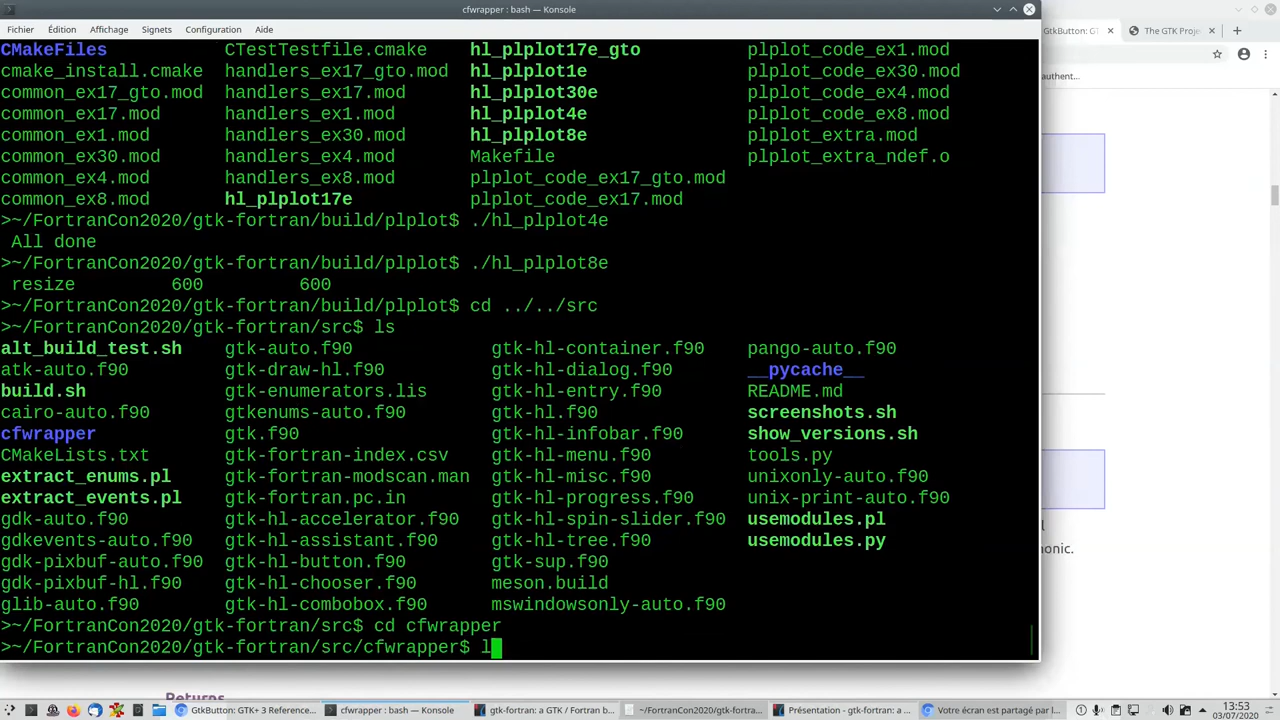 cfwrapper : bash — Konsole
Fichier Édition Affichage Signets Configuration Aide
GtkButton: G
The GTK Proje
authent...
CMakeFiles CTestTestfile.cmake hl_plplot17e_gto plplot_code_ex1.mod
cmake_install.cmake handlers_ex17_gto.mod hl_plplot1e plplot_code_ex30.mod
common_ex17_gto.mod handlers_ex17.mod hl_plplot30e plplot_code_ex4.mod
common_ex17.mod handlers_ex1.mod hl_plplot4e plplot_code_ex8.mod
common_ex1.mod handlers_ex30.mod hl_plplot8e plplot_extra.mod
common_ex30.mod handlers_ex4.mod Makefile plplot_extra_ndef.o
common_ex4.mod handlers_ex8.mod plplot_code_ex17_gto.mod
common_ex8.mod hl_plplot17e plplot_code_ex17.mod
>~/FortranCon2020/gtk-fortran/build/plplot$ ./hl_plplot4e
All done
>~/FortranCon2020/gtk-fortran/build/plplot$ ./hl_plplot8e
resize 600 600
>~/FortranCon2020/gtk-fortran/build/plplot$ cd ../../src
>~/FortranCon2020/gtk-fortran/src$ ls
alt_build_test.sh gtk-auto.f90 gtk-hl-container.f90 pango-auto.f90
atk-auto.f90 gtk-draw-hl.f90 gtk-hl-dialog.f90 __pycache__
build.sh gtk-enumerators.lis gtk-hl-entry.f90 README.md
cairo-auto.f90 gtkenums-auto.f90 gtk-hl.f90 screenshots.sh
cfwrapper gtk.f90 gtk-hl-infobar.f90 show_versions.sh
CMakeLists.txt gtk-fortran-index.csv gtk-hl-menu.f90 tools.py
extract_enums.pl gtk-fortran-modscan.man gtk-hl-misc.f90 unixonly-auto.f90
extract_events.pl gtk-fortran.pc.in gtk-hl-progress.f90 unix-print-auto.f90
gdk-auto.f90 gtk-hl-accelerator.f90 gtk-hl-spin-slider.f90 usemodules.pl
gdkevents-auto.f90 gtk-hl-assistant.f90 gtk-hl-tree.f90 usemodules.py
gdk-pixbuf-auto.f90 gtk-hl-button.f90 gtk-sup.f90
gdk-pixbuf-hl.f90 gtk-hl-chooser.f90 meson.build
glib-auto.f90 gtk-hl-combobox.f90 mswindowsonly-auto.f90
>~/FortranCon2020/gtk-fortran/src$ cd cfwrapper
>~/FortranCon2020/gtk-fortran/src/cfwrapper$ l
onic.
Returns
GtkButton: GTK+ 3 Reference... cfwrapper : bash — Konsole gtk-fortran: a GTK / Fortran b... ~/FortranCon2020/gtk-fortra... Présentation - gtk-fortran: a ... Votre écran est partagé par l... 13:53
03/07/2020